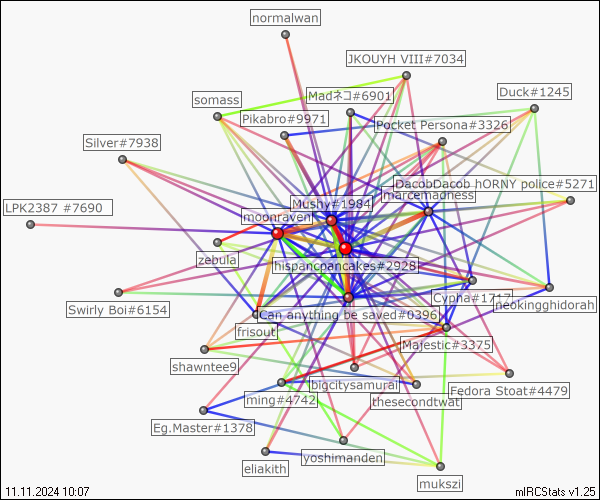 normalwan
JKOUYH VIII#7034
Madネコ#6901
Duck#1245
somass
Pikabro#9971
Pocket Persona#3326
Silver#7938
DacobDacob hORNY police#5271
marcemadness
Mushy#1984
LPK2387 #7690
moonraven
zebula
hispancpancakes#2928
Cypha#1717
neokingghidorah
Swirly Boi#6154
Can anything be saved#0396
frisout
Majestic#3375
shawntee9
bigcitysamurai
Fedora Stoat#4479
ming#4742
thesecondtwat
Eg.Master#1378
yoshimanden
eliakith
mukszi
11.11.2024 10:07
mIRCStats v1.25